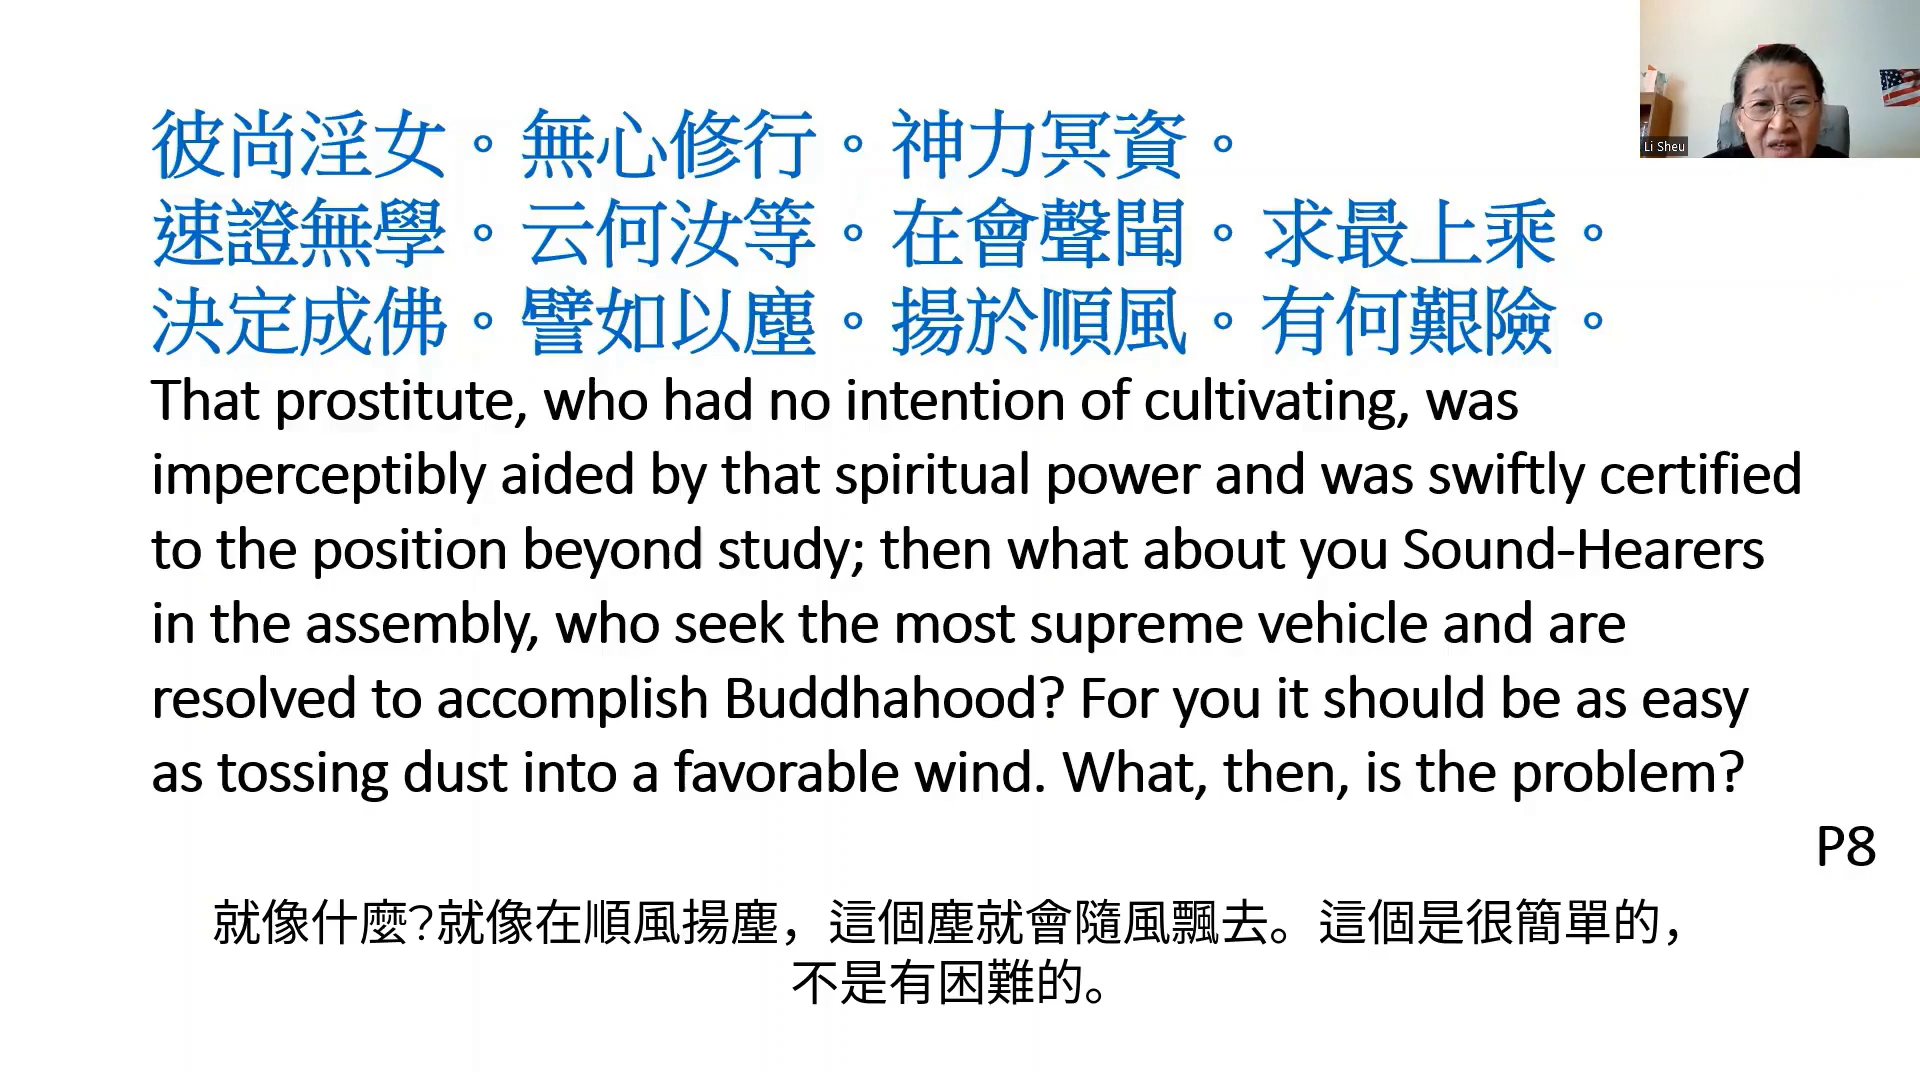 彼尚淫女。無心修行。神力冥資。
速證無學。云何汝等。在會聲聞。求最上乘。
決定成佛。譬如以塵。揚於順風。有何艱險。
That prostitute, who had no intention of cultivating, was
imperceptibly aided by that spiritual power and was swiftly certified
to the position beyond study; then what about you Sound-Hearers
in the assembly, who seek the most supreme vehicle and are
resolved to accomplish Buddhahood? For you it should be as easy
as tossing dust into a favorable wind. What, then, is the problem?
P8
就像什麼?就像在順風揚塵，這個塵就會隨風飄去。這個是很簡單的，
不是有困難的。
Li Sheu